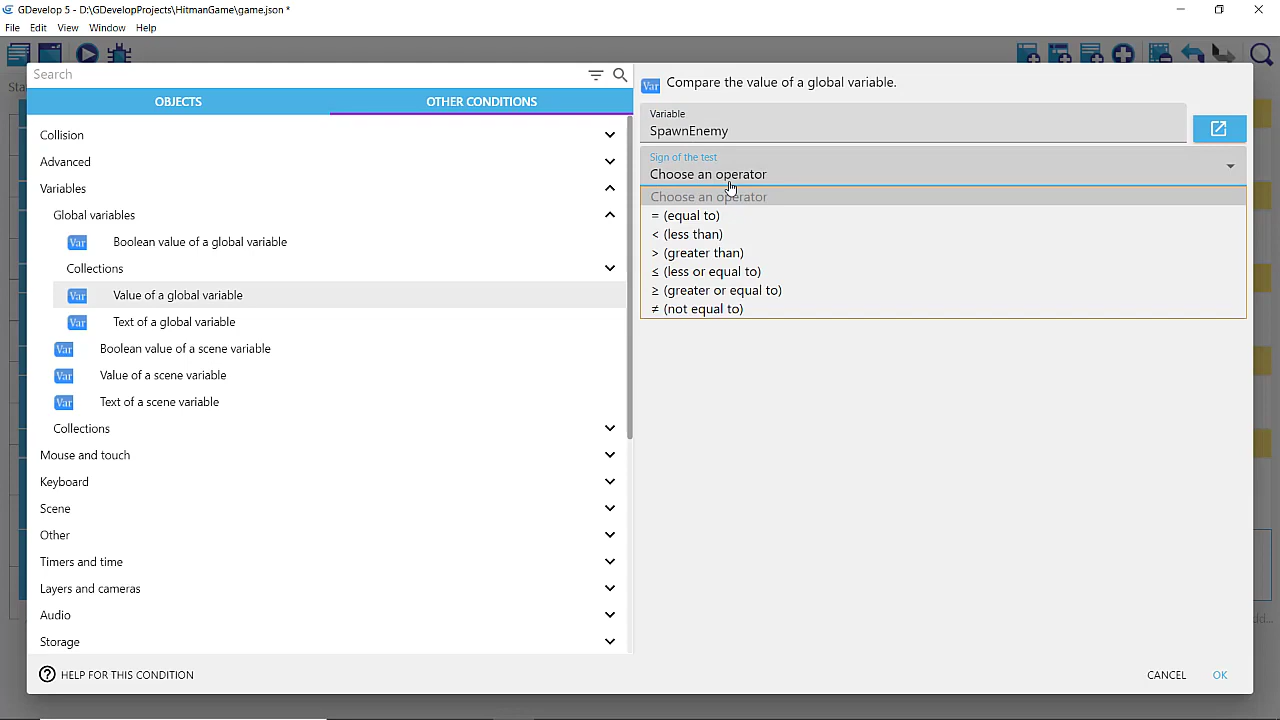 GDevelop 5 - D:\GDevelopProjects\HitmanGame\game.json *
File Edit View Window Help
Search
OBJECTS
OTHER CONDITIONS
Collision
Advanced
Variables
Global variables
Var Boolean value of a global variable
Collections
Var Value of a global variable
Var Text of a global variable
Var Boolean value of a scene variable
Var Value of a scene variable
Var Text of a scene variable
Collections
Mouse and touch
Keyboard
Scene
Other
Timers and time
Layers and cameras
Audio
Storage
HELP FOR THIS CONDITION
Var Compare the value of a global variable.
Variable
SpawnEnemy
Sign of the test
Choose an operator
Choose an operator
= (equal to)
< (less than)
> (greater than)
≤ (less or equal to)
≥ (greater or equal to)
≠ (not equal to)
CANCEL
OK